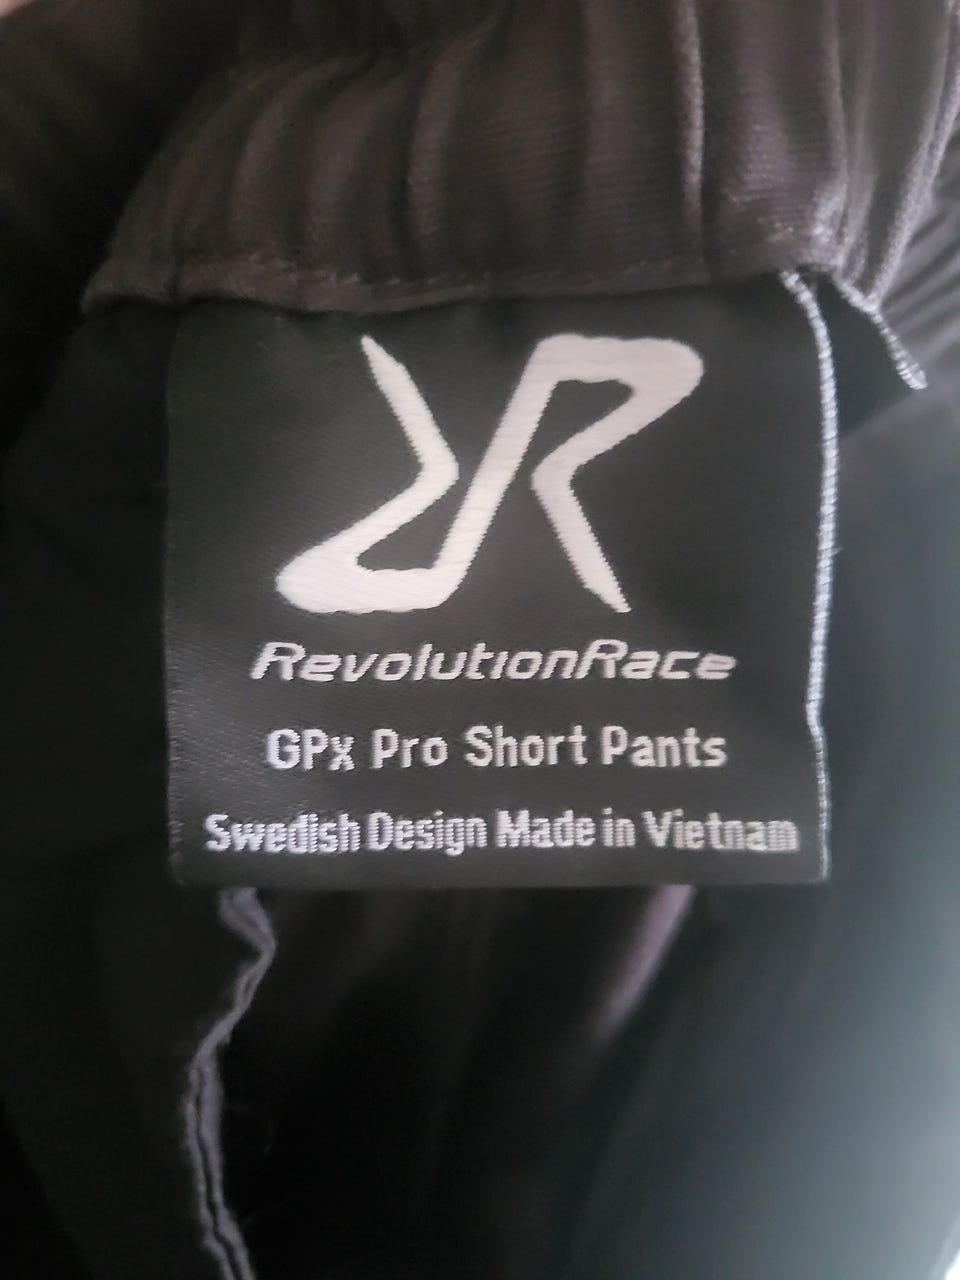 RevolutionRace
GPx Pro Short Pants
Swedish Design Made in Vietnam